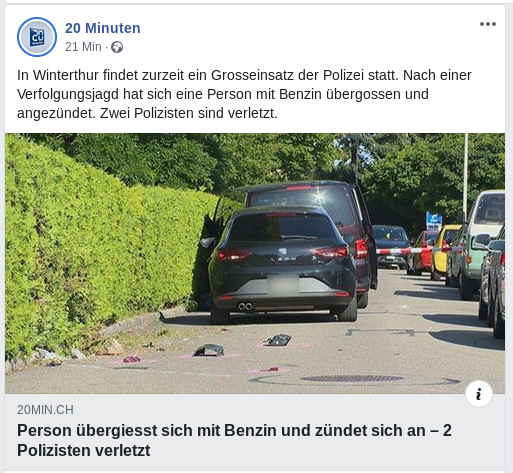 20 Minuten
21 Min ·
In Winterthur findet zurzeit ein Grosseinsatz der Polizei statt. Nach einer
Verfolgungsjagd hat sich eine Person mit Benzin übergossen und
angezündet. Zwei Polizisten sind verletzt.
LEON
i
20MIN.CH
Person übergiesst sich mit Benzin und zündet sich an – 2
Polizisten verletzt